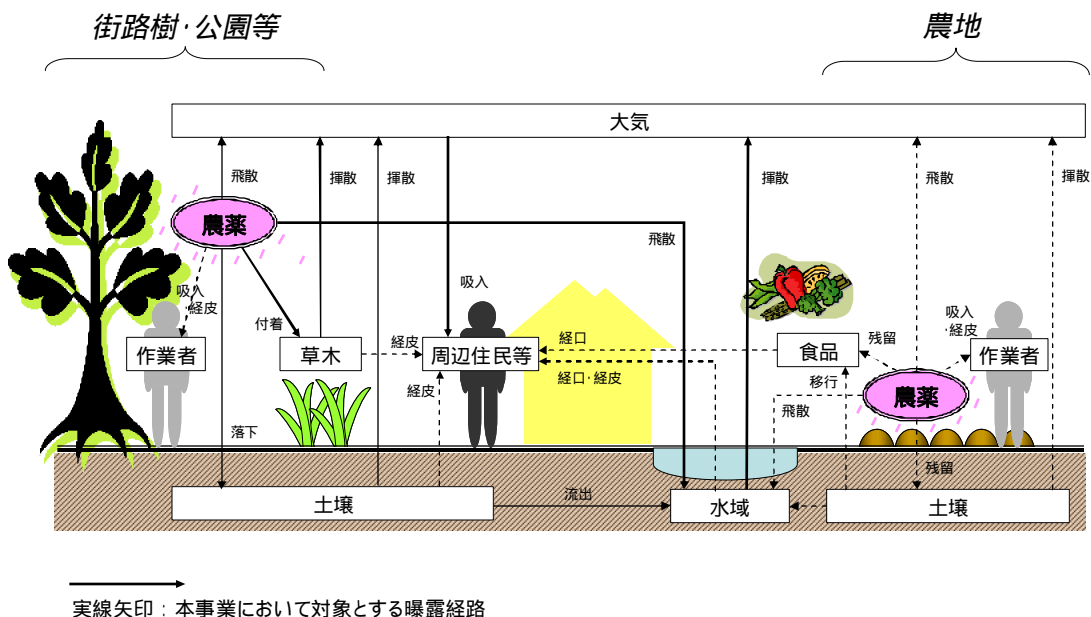 街路樹・公園等
農地
大気
飛散
揮散
揮散
揮散
飛散
揮散
農薬
飛散
吸入
・経皮
付着
吸入
作業者
草木
経皮
周辺住民等
経口
食品
残留
吸入
・経皮
作業者
経皮
経口・経皮
移行
農薬
飛散
落下
残留
土壌
流出
水域
土壌
実線矢印：本事業において対象とする曝露経路